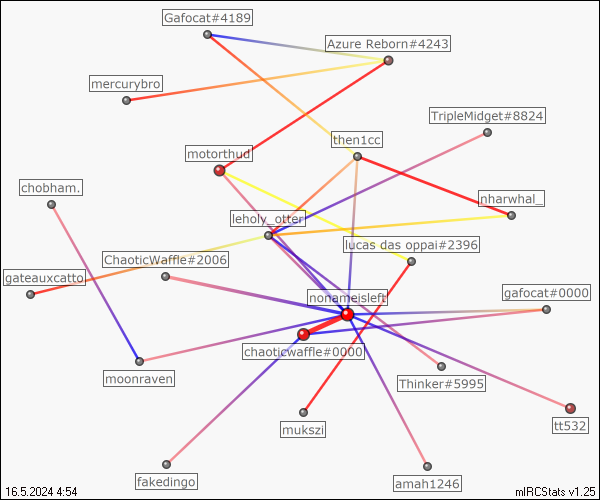 Gafocat#4189
Azure Reborn#4243
mercurybro
TripleMidget#8824
then1cc
motorthud
chobham.
nharwhal_
leholy_otter
lucas das oppai#2396
ChaoticWaffle#2006
gateauxcatto
nonameisleft
gafocat#0000
chaoticwaffle#0000
moonraven
Thinker#5995
mukszi
tt532
fakedingo
amah1246
16.5.2024 4:54
mIRCStats v1.25